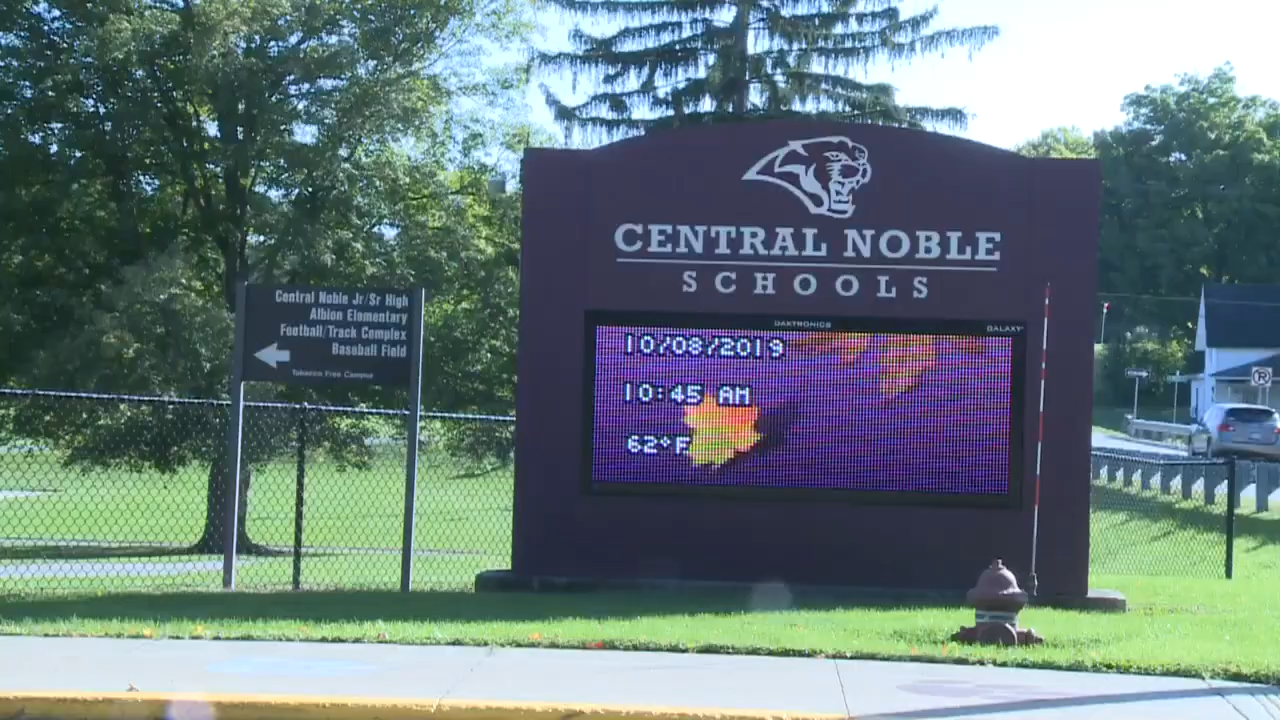 Central Noble Jr/Sr High
Albion Elementary
Football/Track Complex
Baseball Field
Tobacco Free Campus
CENTRAL NOBLE
SCHOOLS
DAKTRONICS
GALAXY
10/08/2019
10:45 AM
62°F